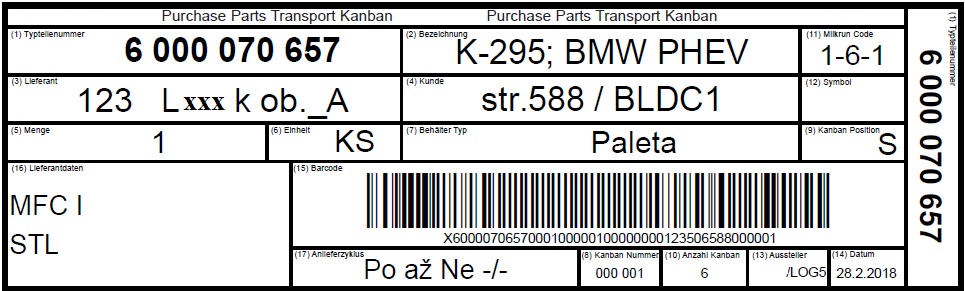 Purchase Parts Transport Kanban Purchase Parts Transport Kanban
(1) Typteilenummer
6 000 070 657
(2) Bezeichnung
K-295; BMW PHEV
(11) Milkrun Code
1-6-1
(3) Lieferant
123 Lxxx k ob._A
(4) Kunde
str.588 / BLDC1
(12) Symbol
(5) Menge
1
(6) Einheit
KS
(7) Behälter Typ
Paleta
(9) Kanban Position
S
(16) Lieferantdaten
MFC I
STL
(15) Barcode
X6000070657000100000100000000123506588000001
(17) Anlieferzyklus
Po až Ne -/-
(8) Kanban Nummer
000 001
(10) Anzahl Kanban
6
(13) Aussteller
/LOG5
(14) Datum
28.2.2018
(1) Typteilenummer
6 000 070 657